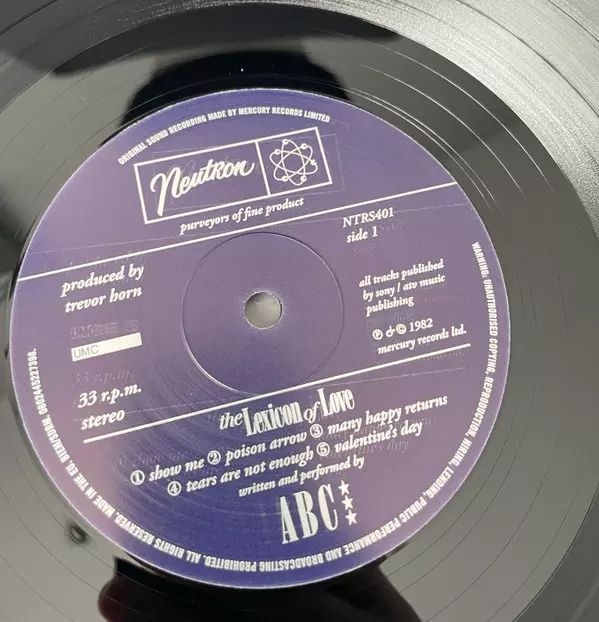 ORIGINAL SOUND RECORDING MADE BY MERCURY RECORDS LIMITED
Neutron
purveyors of fine product
NTRS401
side 1
produced by
trevor horn
all tracks published
by sony / atv music
publishing
UMC
℗ & © 1982
mercury records ltd.
33 r.p.m.
stereo
the Lexicon of Love
① show me ② poison arrow ③ many happy returns
④ tears are not enough ⑤ valentine's day
written and performed by
ABC
WARNING: UNAUTHORISED COPYING, REPRODUCTION, HIRING, LENDING, PUBLIC PERFORMANCE AND BROADCASTING PROHIBITED. ALL RIGHTS RESERVED. MADE IN THE EU.